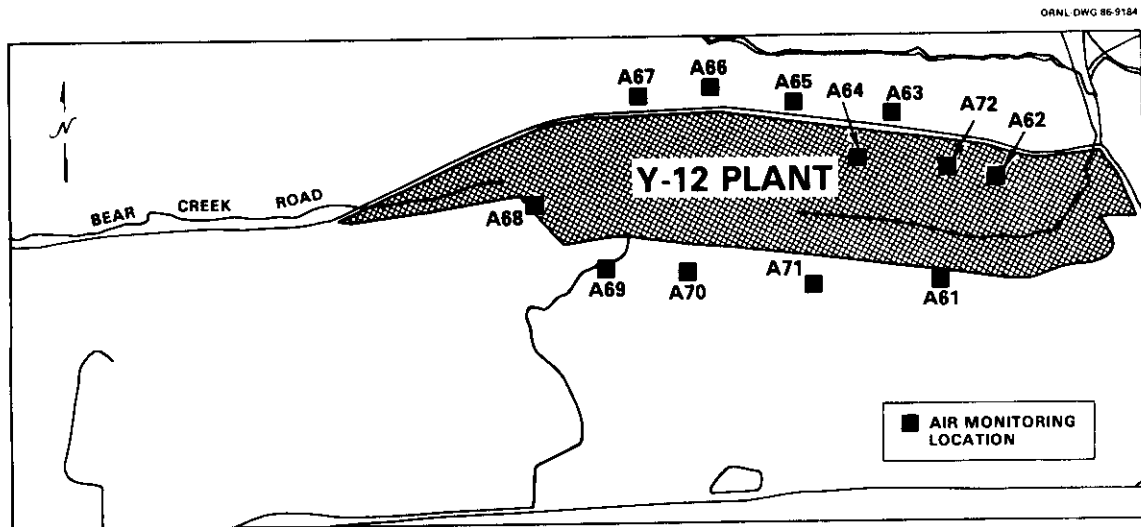 ORNL-DWG 86-9184
A67
A66
A65
A64
A63
A72
A62
N
Y-12 PLANT
BEAR CREEK ROAD
A68
A69
A70
A71
A61
AIR MONITORING
LOCATION